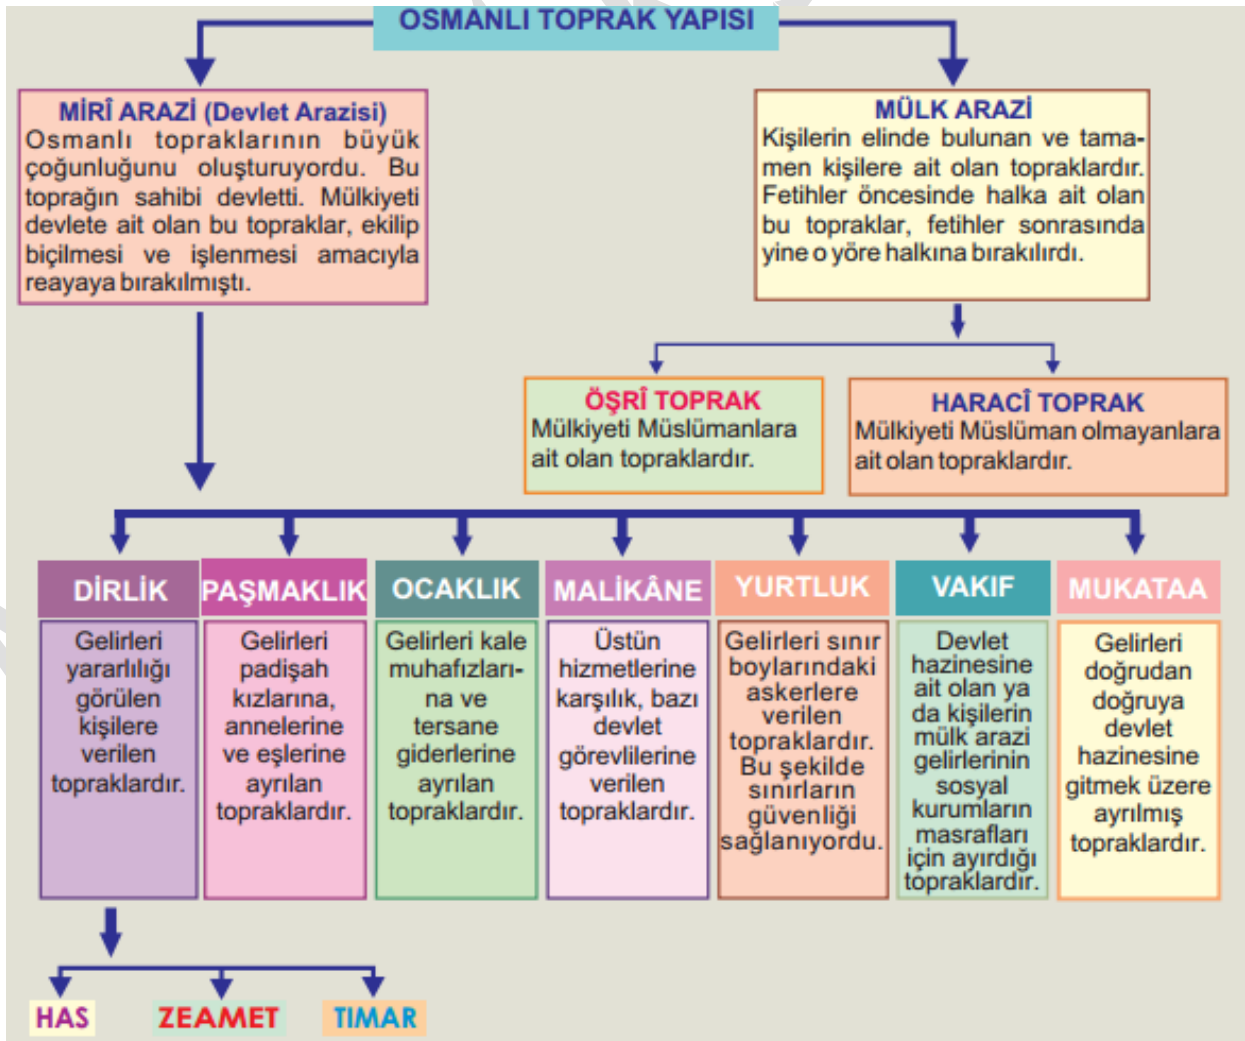 OSMANLI TOPRAK YAPISI
MİRÎ ARAZİ (Devlet Arazisi)
Osmanlı topraklarının büyük
çoğunluğunu oluşturuyordu. Bu
toprağın sahibi devletti. Mülkiyeti
devlete ait olan bu topraklar, ekilip
biçilmesi ve işlenmesi amacıyla
reayaya bırakılmıştı.
MÜLK ARAZİ
Kişilerin elinde bulunan ve tama-
men kişilere ait olan topraklardır.
Fetihler öncesinde halka ait olan
bu topraklar, fetihler sonrasında
yine o yöre halkına bırakılırdı.
ÖŞRÎ TOPRAK
Mülkiyeti Müslümanlara
ait olan topraklardır.
HARACÎ TOPRAK
Mülkiyeti Müslüman olmayanlara
ait olan topraklardır.
DİRLİK
Gelirleri
yararlılığı
görülen
kişilere
verilen
topraklardır.
PAŞMAKLIK
Gelirleri
padişah
kızlarına,
annelerine
ve eşlerine
ayrılan
topraklardır.
OCAKLIK
Gelirleri kale
muhafızları-
na ve
tersane
giderlerine
ayrılan
topraklardır.
MALİKÂNE
Üstün
hizmetlerine
karşılık, bazı
devlet
görevlilerine
verilen
topraklardır.
YURTLUK
Gelirleri sınır
boylarındaki
askerlere
verilen
topraklardır.
Bu şekilde
sınırların
güvenliği
sağlanıyordu.
VAKIF
Devlet
hazinesine
ait olan ya
da kişilerin
mülk arazi
gelirlerinin
sosyal
kurumların
masrafları
için ayırdığı
topraklardır.
MUKATAA
Gelirleri
doğrudan
doğruya
devlet
hazinesine
gitmek üzere
ayrılmış
topraklardır.
HAS
ZEAMET
TIMAR